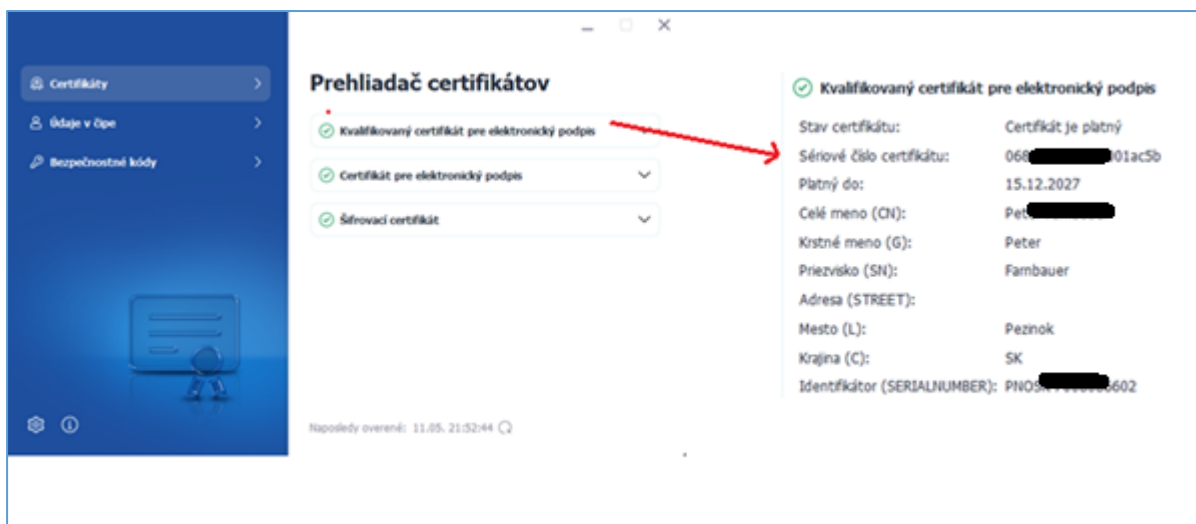 Certifikáty
Údaje v čipe
Bezpečnostné kódy
Prehliadač certifikátov
Kvalifikovaný certifikát pre elektronický podpis
Certifikát pre elektronický podpis
Šifrovací certifikát
Naposledy overené: 11.05. 21:52:44
Kvalifikovaný certifikát pre elektronický podpis
Stav certifikátu: Certifikát je platný
Sériové číslo certifikátu: 068 01ac5b
Platný do: 15.12.2027
Celé meno (CN): Pet
Krstné meno (G): Peter
Priezvisko (SN): Farnbauer
Adresa (STREET):
Mesto (L): Pezinok
Krajina (C): SK
Identifikátor (SERIALNUMBER): PNOS 602